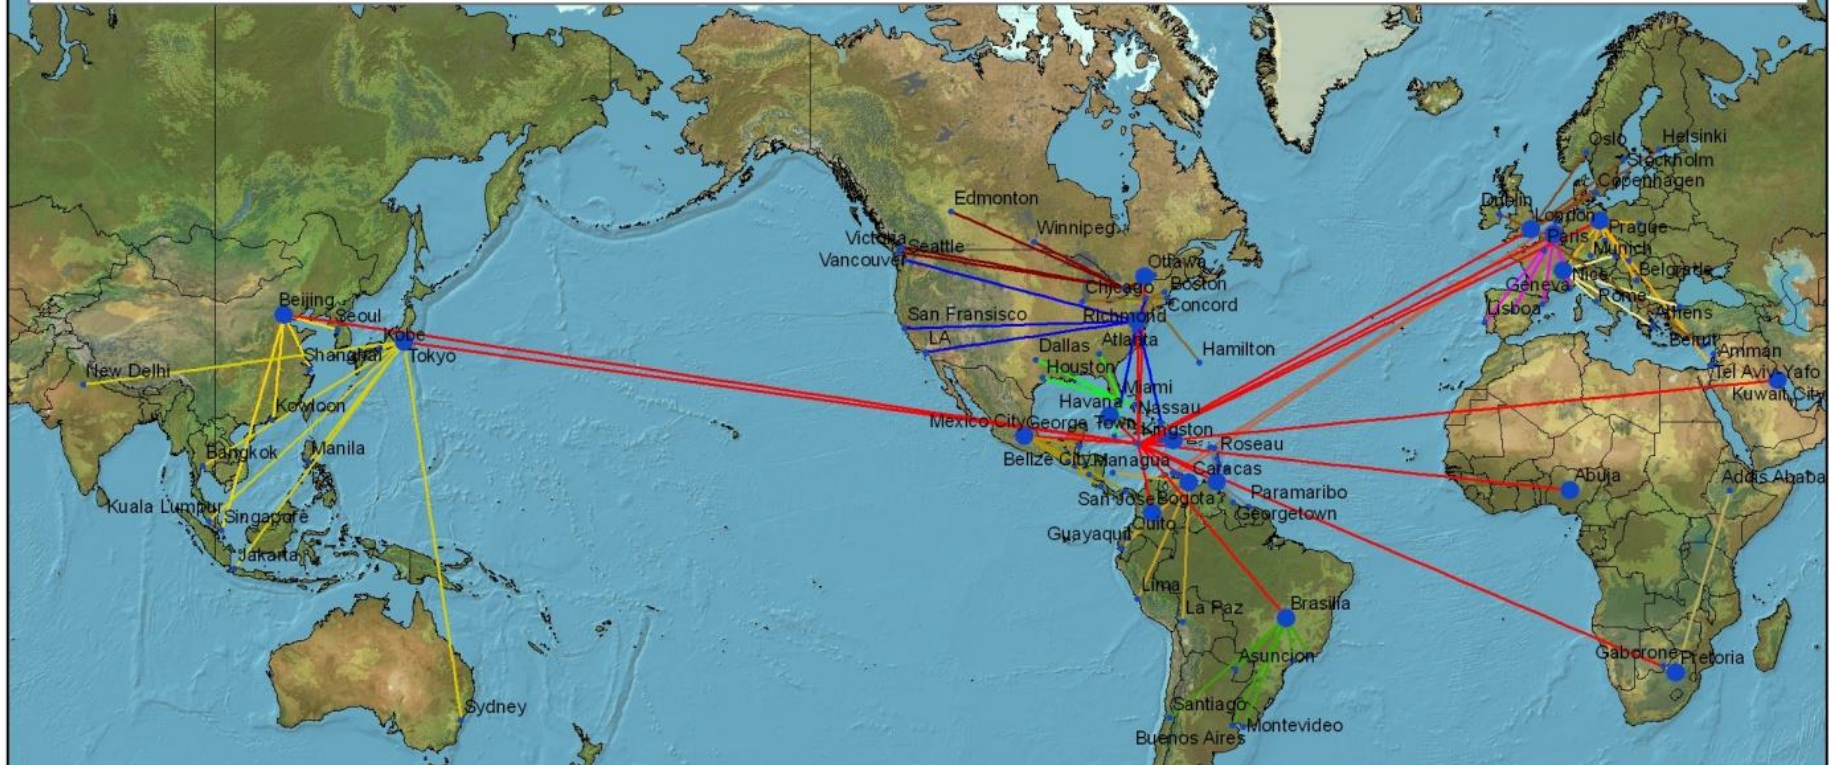 Oslo
Helsinki
Stockholm
Copenhagen
Edmonton
Dublin
London
Winnipeg
Prague
Paris
Victoria
Seattle
Munich
Vancouver
Ottawa
Nice
Belgrade
Chicago
Boston
Geneva
Rome
Beijing
Concord
Lisboa
Seoul
San Fransisco
Richmond
Athens
Kobe
LA
Atlanta
Beirut
Shanghai
Tokyo
Dallas
Hamilton
Amman
New Delhi
Houston
Tel Aviv-Yafo
Miami
Kuwait City
Kowloon
Havana
Nassau
Mexico City
George Town
Kingston
Bangkok
Manila
Roseau
Belize City
Managua
Caracas
Abuja
Addis Ababa
Kuala Lumpur
San Jose
Bogota
Paramaribo
Singapore
Quito
Georgetown
Guayaquil
Jakarta
Lima
La Paz
Brasilia
Asuncion
Gaborone
Pretoria
Sydney
Santiago
Montevideo
Buenos Aires